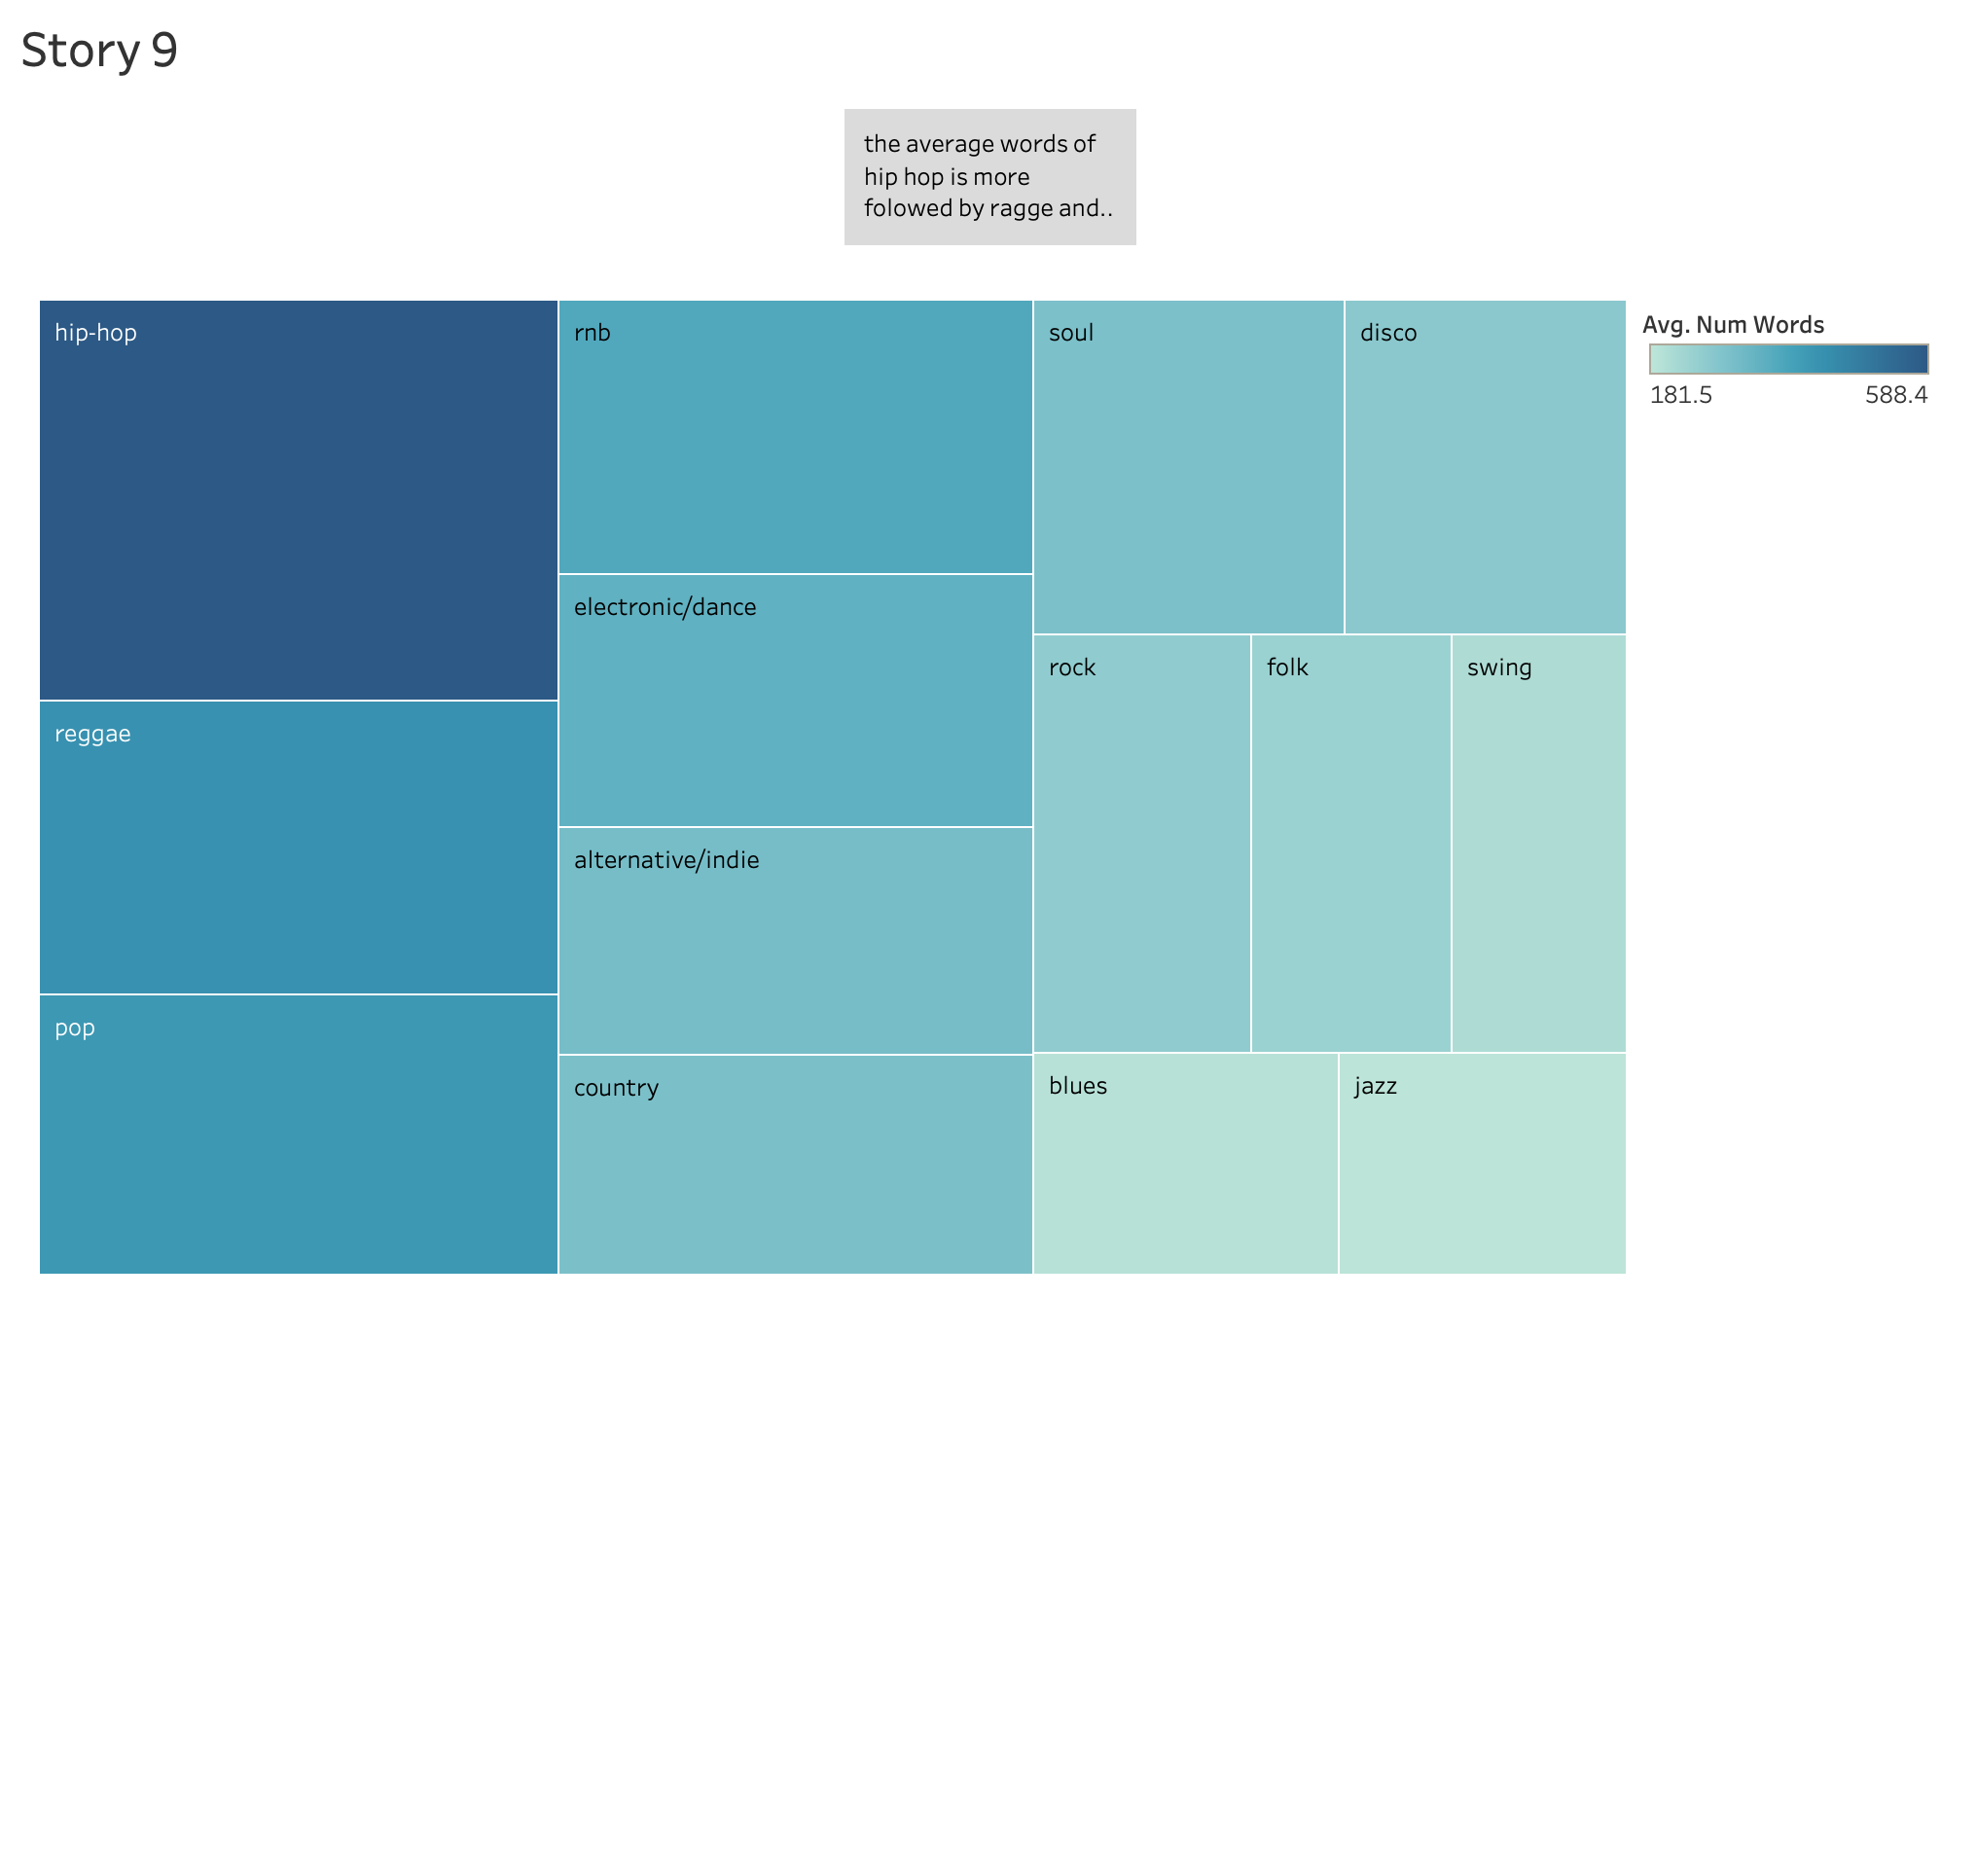 Story 9
the average words of
hip hop is more
folowed by ragge and..
hip-hop
rnb
soul
disco
Avg. Num Words
181.5
588.4
electronic/dance
rock
folk
swing
reggae
alternative/indie
pop
country
blues
jazz